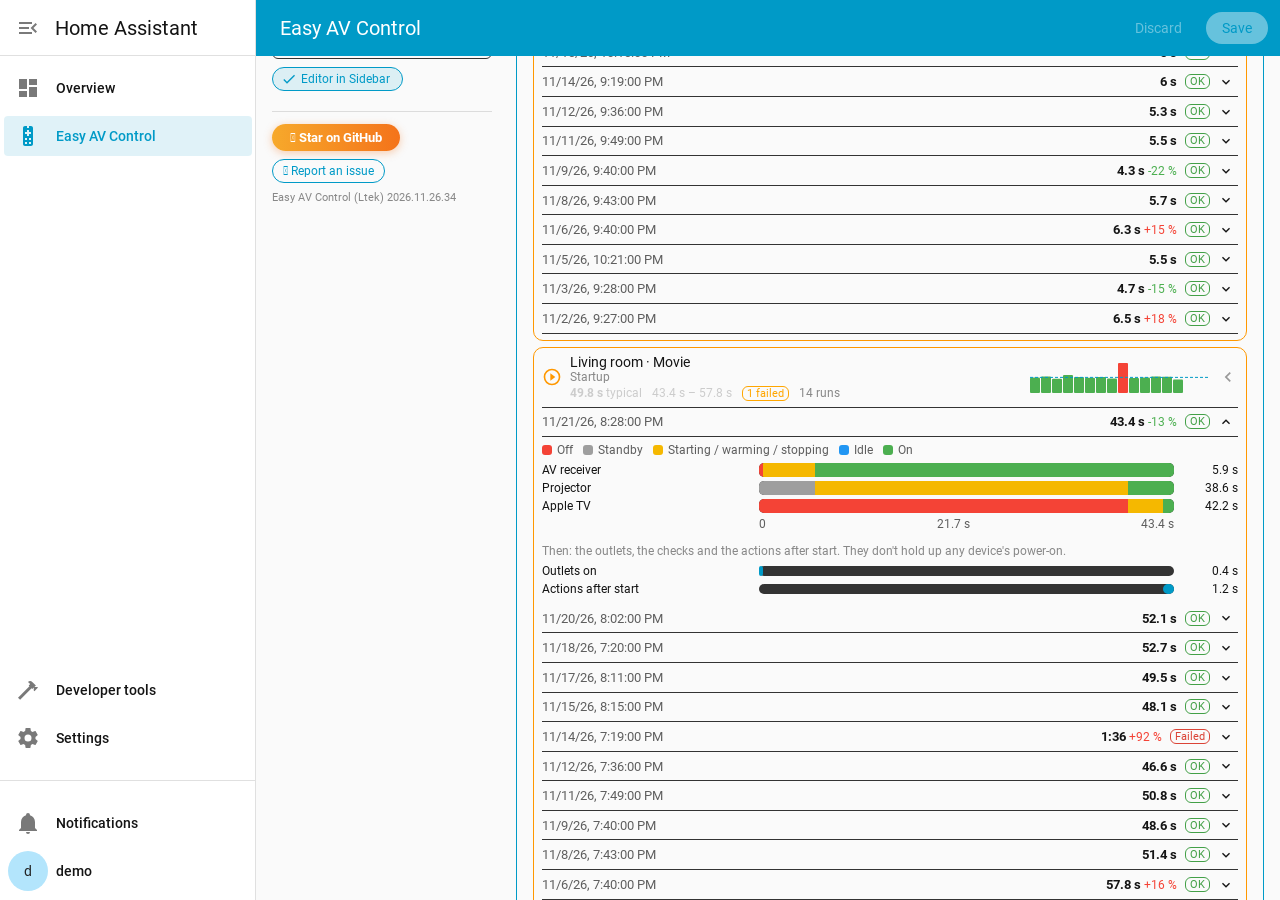 Home Assistant
Easy AV Control
Discard
Save
Overview
Easy AV Control
Developer tools
Settings
Notifications
d
demo
Editor in Sidebar
Star on GitHub
Report an issue
Easy AV Control (Ltek) 2026.11.26.34
11/14/26, 9:19:00 PM 6 s OK
11/12/26, 9:36:00 PM 5.3 s OK
11/11/26, 9:49:00 PM 5.5 s OK
11/9/26, 9:40:00 PM 4.3 s -22 % OK
11/8/26, 9:43:00 PM 5.7 s OK
11/6/26, 9:40:00 PM 6.3 s +15 % OK
11/5/26, 10:21:00 PM 5.5 s OK
11/3/26, 9:28:00 PM 4.7 s -15 % OK
11/2/26, 9:27:00 PM 6.5 s +18 % OK
Living room · Movie
Startup
49.8 s typical 43.4 s – 57.8 s 1 failed 14 runs
11/21/26, 8:28:00 PM 43.4 s -13 % OK
Off Standby Starting / warming / stopping Idle On
AV receiver 5.9 s
Projector 38.6 s
Apple TV 42.2 s
0 21.7 s 43.4 s
Then: the outlets, the checks and the actions after start. They don't hold up any device's power-on.
Outlets on 0.4 s
Actions after start 1.2 s
11/20/26, 8:02:00 PM 52.1 s OK
11/18/26, 7:20:00 PM 52.7 s OK
11/17/26, 8:11:00 PM 49.5 s OK
11/15/26, 8:15:00 PM 48.1 s OK
11/14/26, 7:19:00 PM 1:36 +92 % Failed
11/12/26, 7:36:00 PM 46.6 s OK
11/11/26, 7:49:00 PM 50.8 s OK
11/9/26, 7:40:00 PM 48.6 s OK
11/8/26, 7:43:00 PM 51.4 s OK
11/6/26, 7:40:00 PM 57.8 s +16 % OK